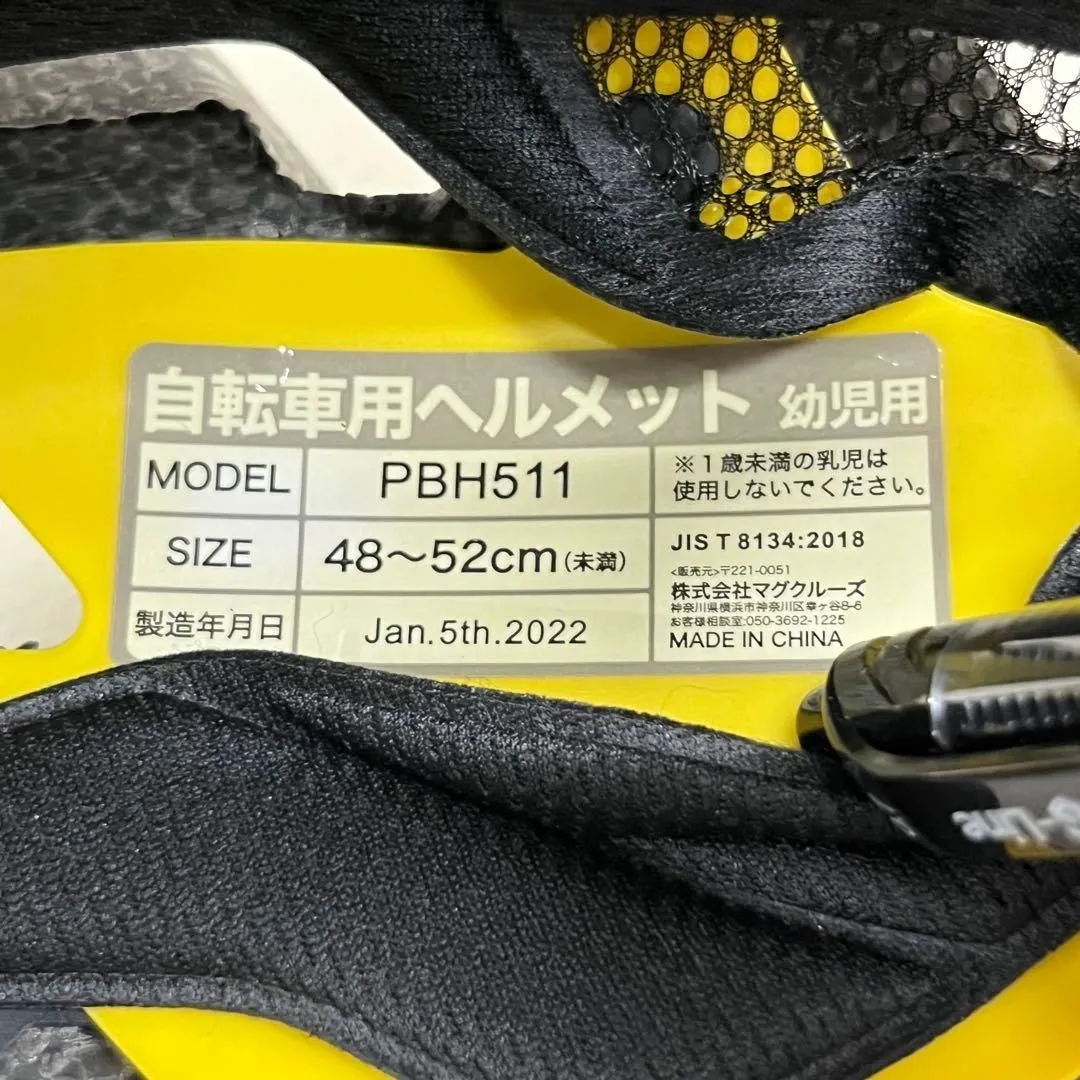 自転車用ヘルメット 幼児用
MODEL PBH511
※1歳未満の乳児は
使用しないでください。
SIZE 48～52cm(未満)
JIS T 8134:2018
<販売元>〒221-0051
株式会社マグクルーズ
神奈川県横浜市神奈川区幸ヶ谷8-6
お客様相談室:050-3692-1225
MADE IN CHINA
製造年月日 Jan.5th.2022